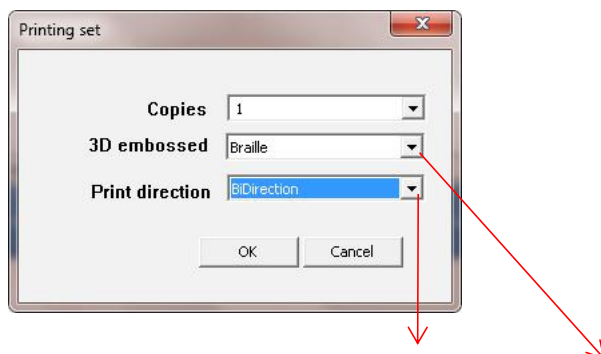 Printing set
Copies 1
3D embossed Braille
Print direction BiDirection
OK Cancel